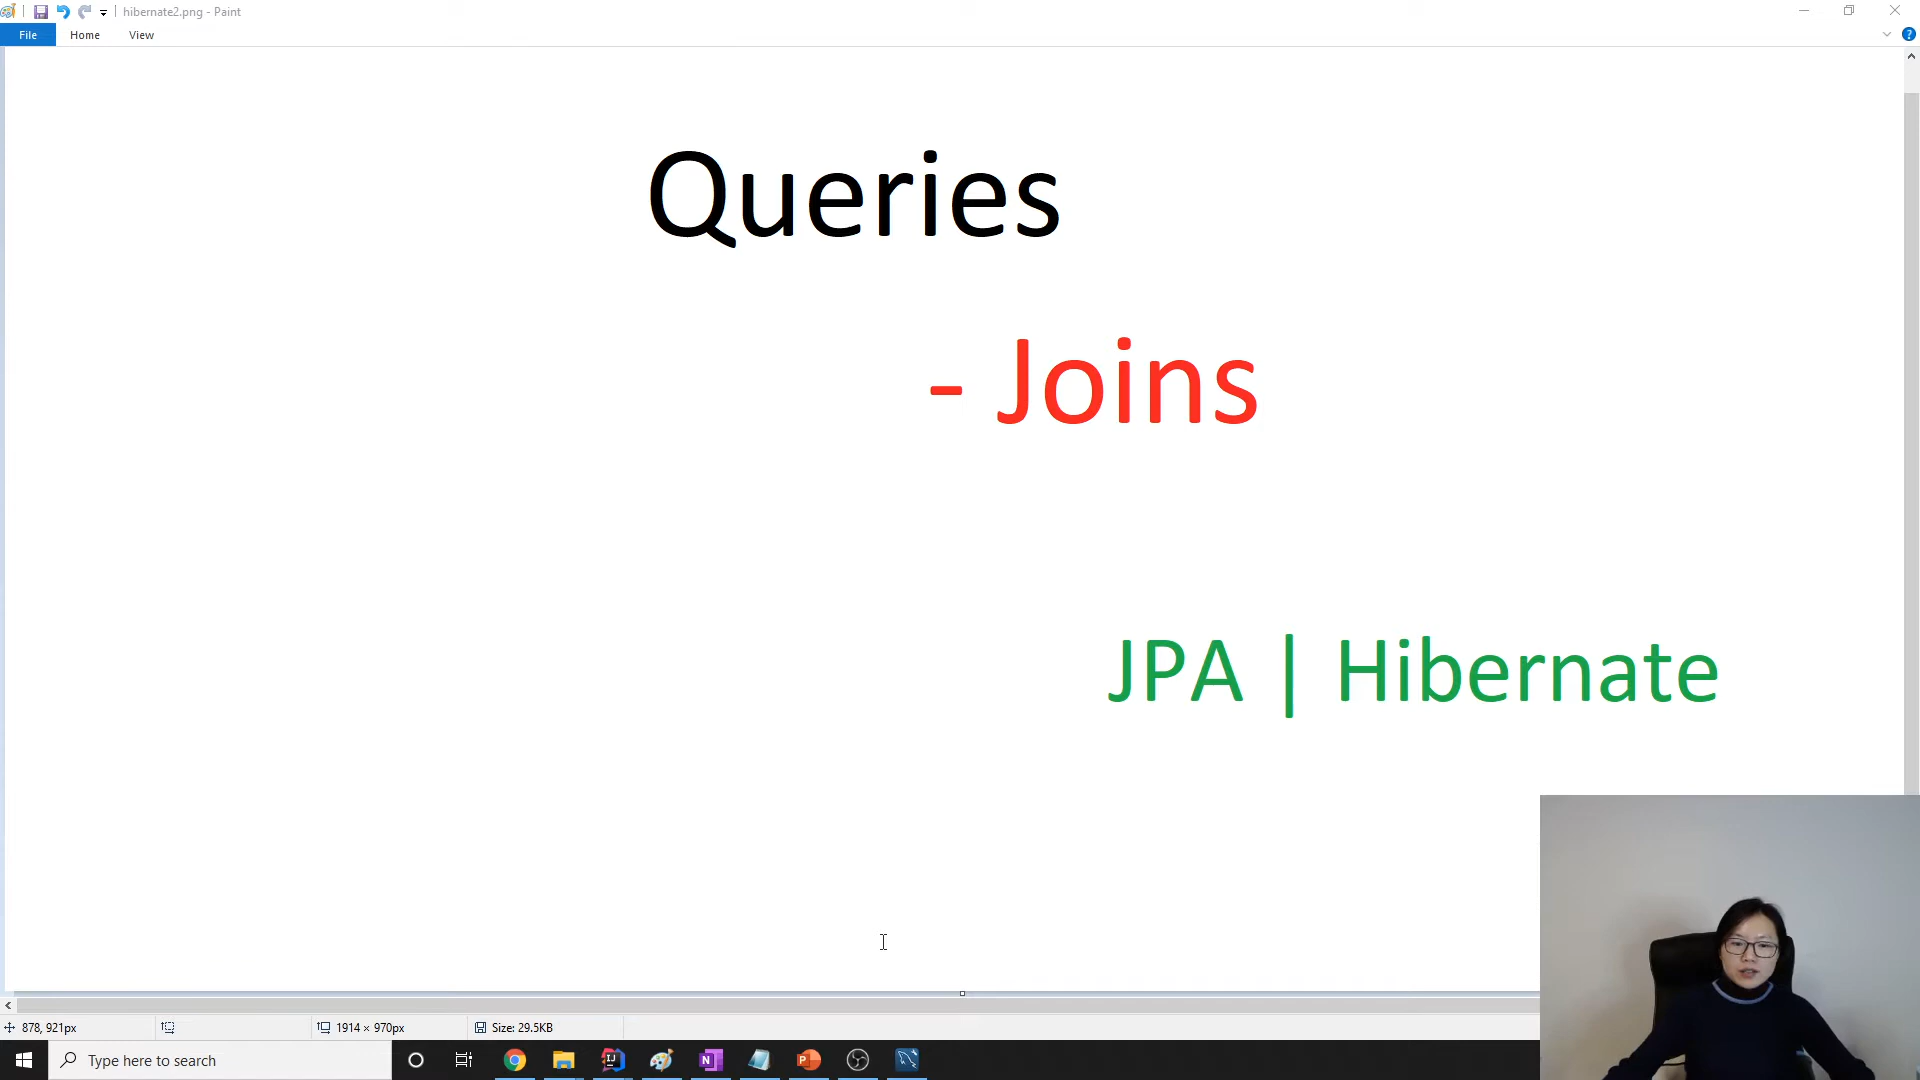 hibernate2.png - Paint
File Home View
Queries
- Joins
JPA | Hibernate
878, 921px
1914 × 970px
Size: 29.5KB
Type here to search